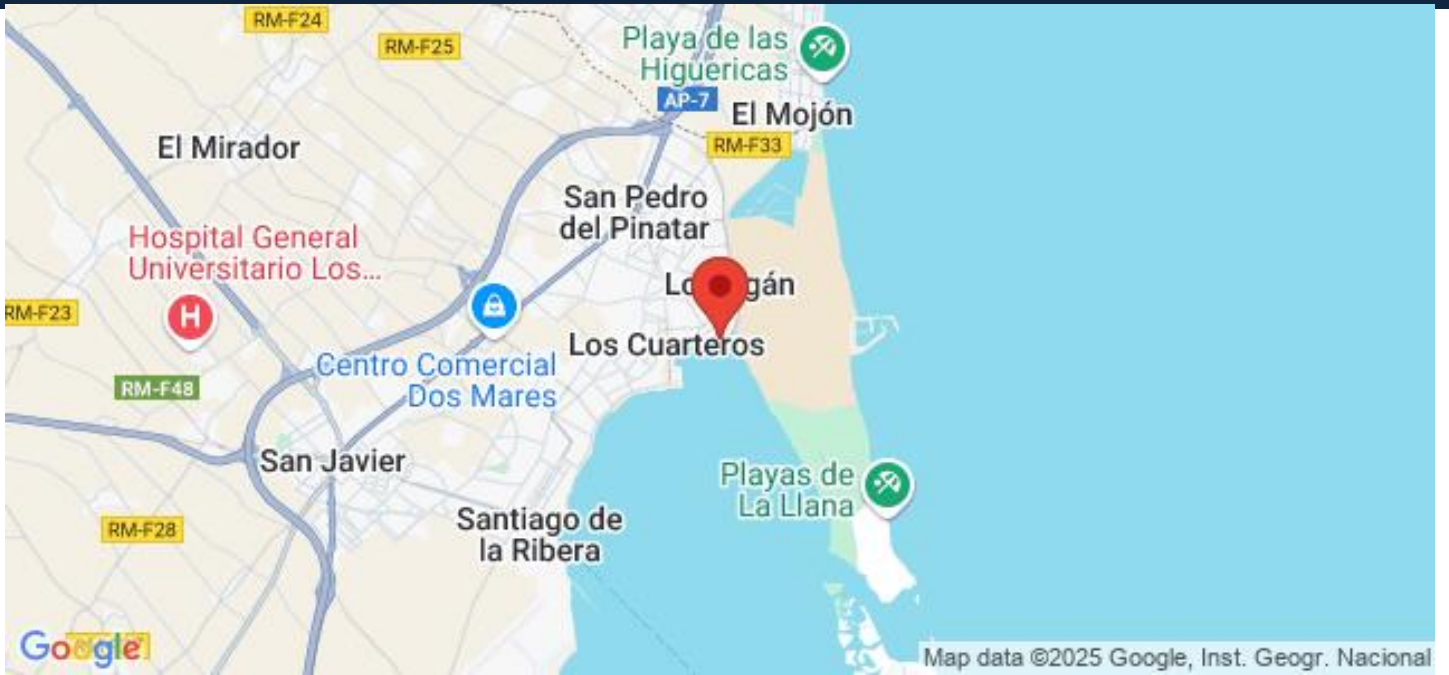 RM-F24
RM-F25
Playa de las
Higuericas
AP-7
El Mojón
RM-F33
El Mirador
San Pedro
del Pinatar
Hospital General
Universitario Los...
H
RM-F23
Los Cuarteros
Centro Comercial
Dos Mares
RM-F48
San Javier
Playas de
La Llana
Santiago de
la Ribera
RM-F28
Google
Map data ©2025 Google, Inst. Geogr. Nacional